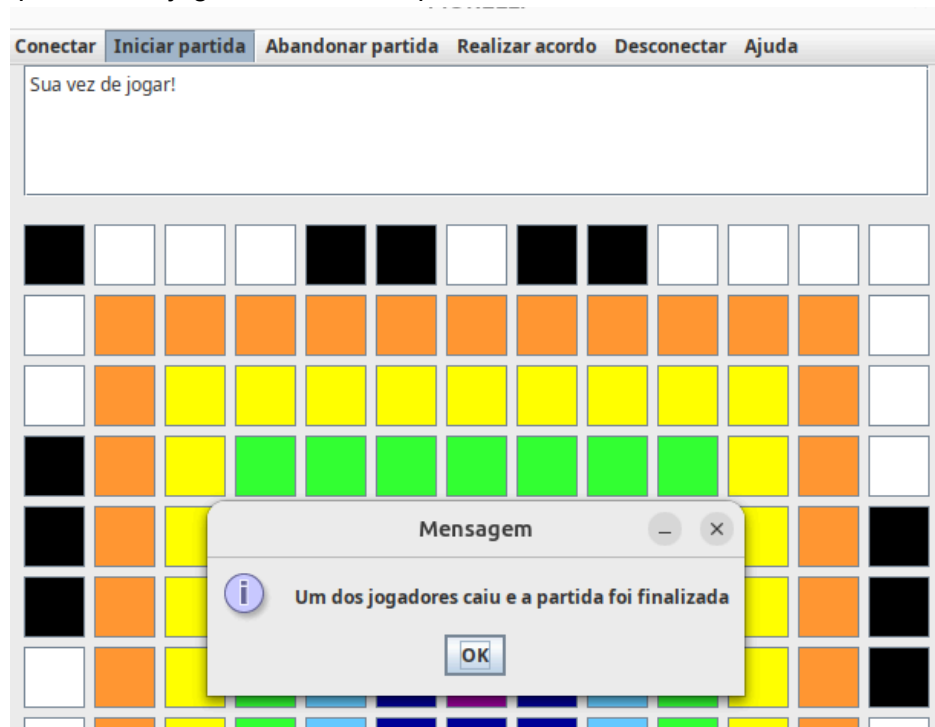 Conectar Iniciar partida Abandonar partida Realizar acordo Desconectar Ajuda
Sua vez de jogar!
Mensagem
Um dos jogadores caiu e a partida foi finalizada
OK